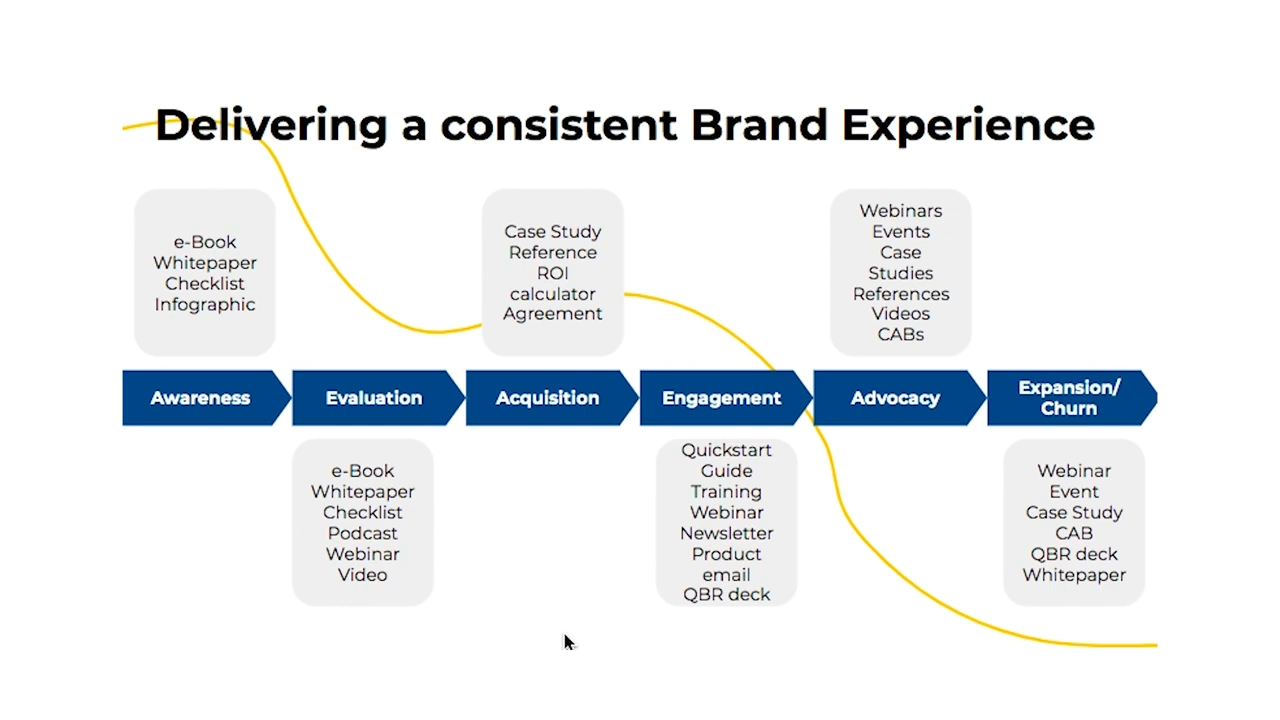 Delivering a consistent Brand Experience
e-Book
Whitepaper
Checklist
Infographic
Case Study
Reference
ROI
calculator
Agreement
Webinars
Events
Case
Studies
References
Videos
CABs
Awareness
Evaluation
Acquisition
Engagement
Advocacy
Expansion/
Churn
e-Book
Whitepaper
Checklist
Podcast
Webinar
Video
Quickstart
Guide
Training
Webinar
Newsletter
Product
email
QBR deck
Webinar
Event
Case Study
CAB
QBR deck
Whitepaper